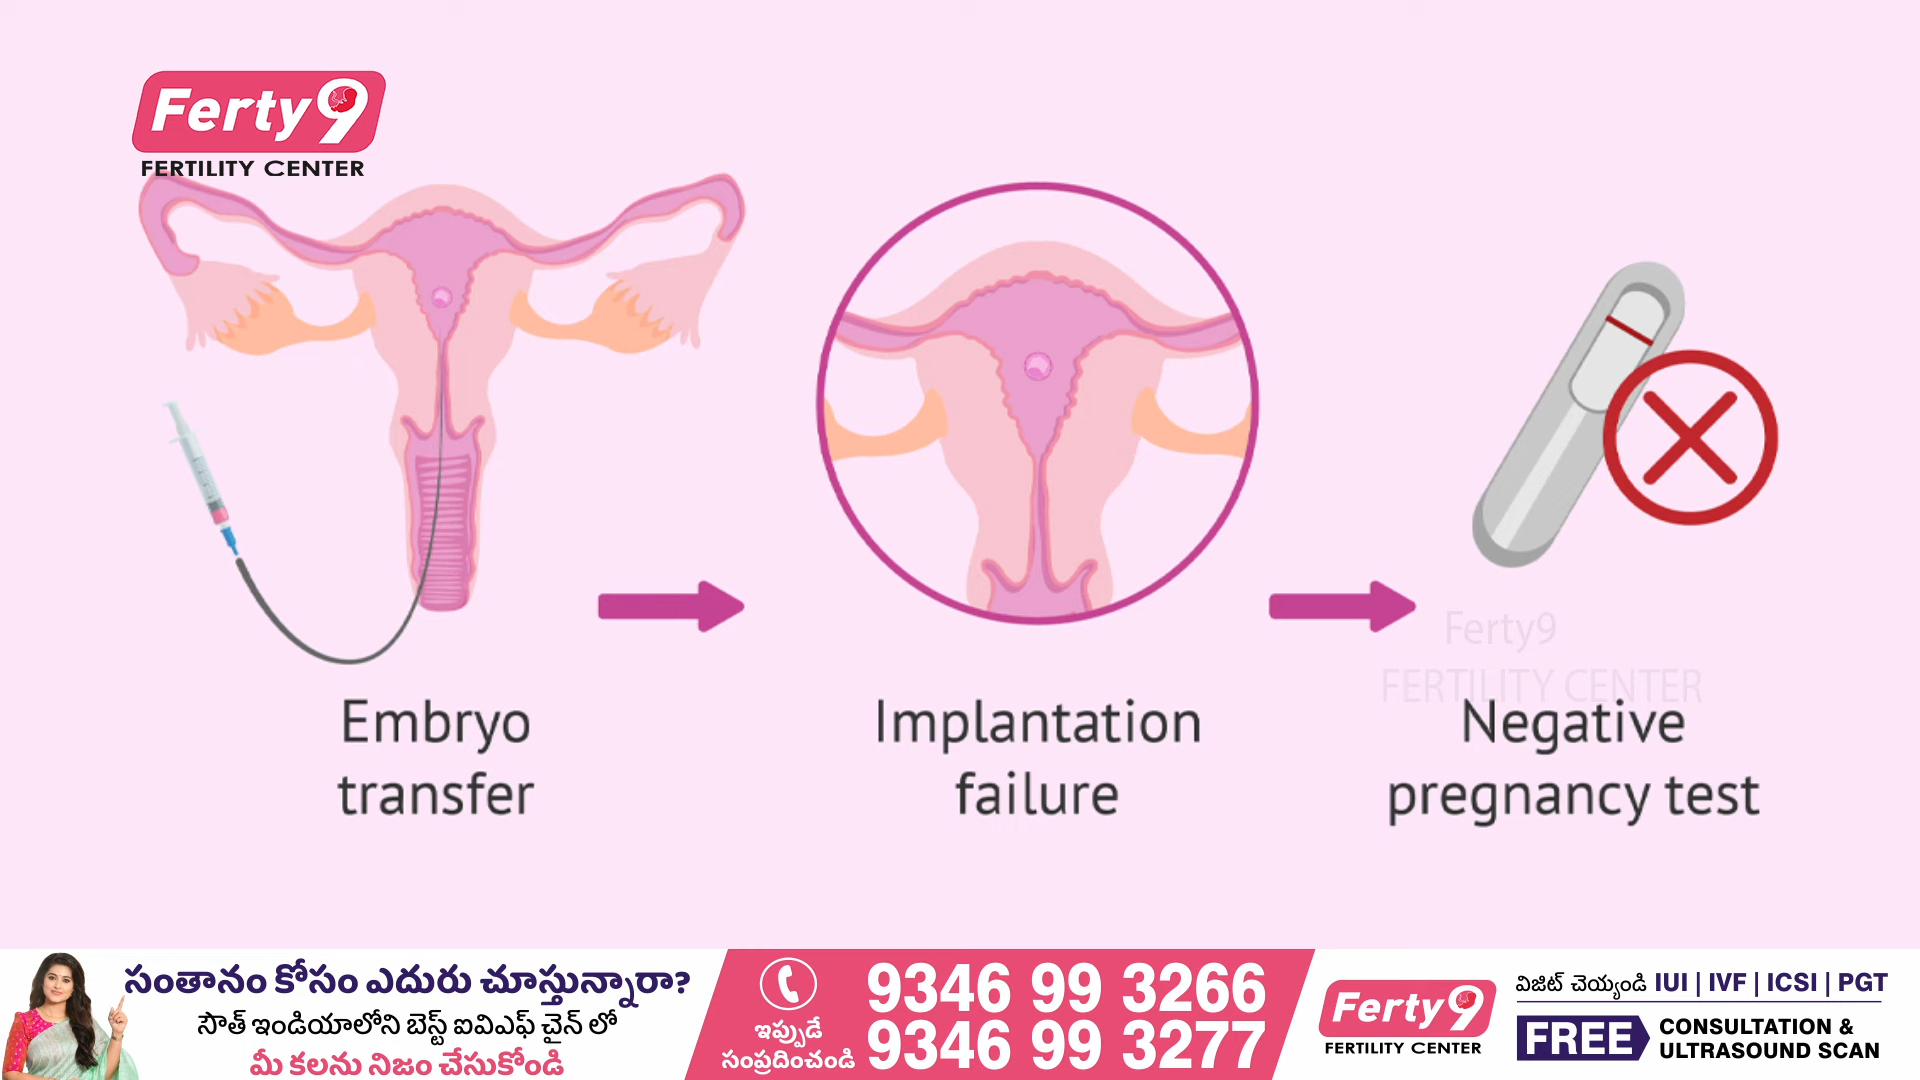 Ferty9
FERTILITY CENTER
Ferty9
FERTILITY CENTER
Embryo
transfer
Implantation
failure
Negative
pregnancy test
సంతానం కోసం ఎదురు చూస్తున్నారా?
సౌత్ ఇండియాలోని బెస్ట్ ఐవిఎఫ్ చైన్ లో
మీ కలను నిజం చేసుకోండి
ఇప్పుడే
సంప్రదించండి
9346 99 3266
9346 99 3277
Ferty9
FERTILITY CENTER
విజిట్ చెయ్యండి IUI | IVF | ICSI | PGT
FREE CONSULTATION &
ULTRASOUND SCAN